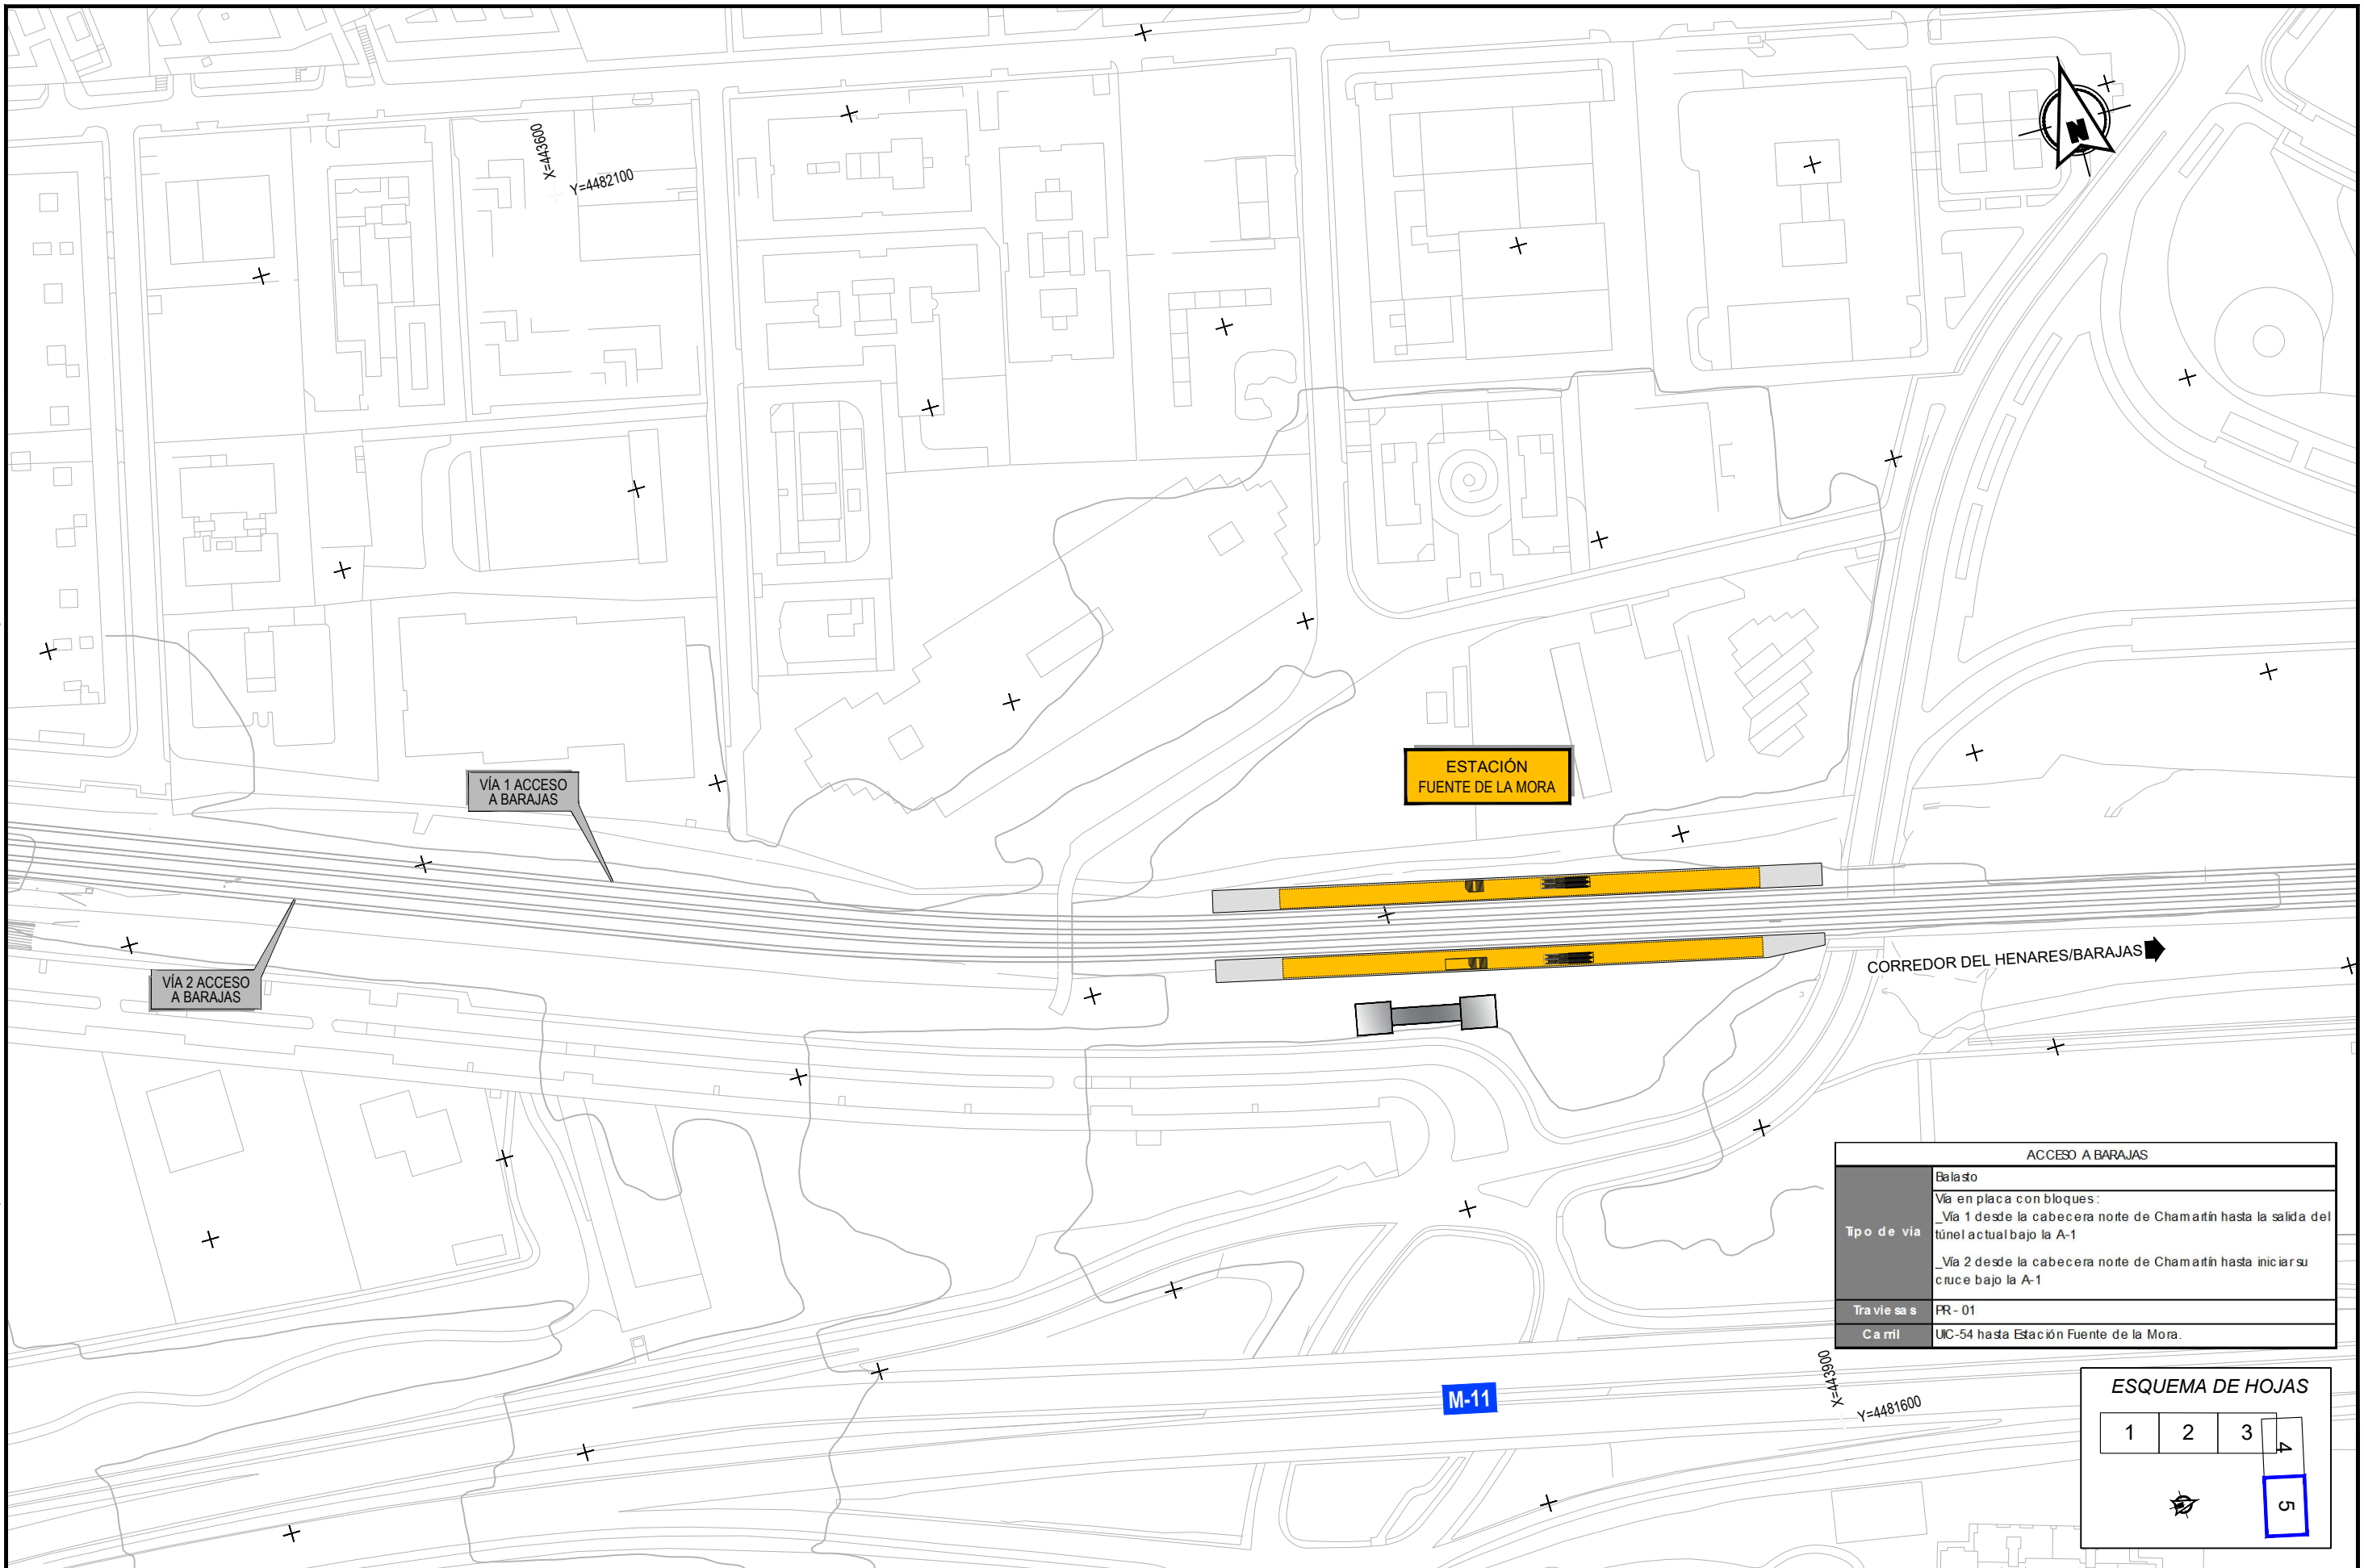 X=443600
Y=4482100
N
VÍA 1 ACCESO
A BARAJAS
ESTACIÓN
FUENTE DE LA MORA
VÍA 2 ACCESO
A BARAJAS
CORREDOR DEL HENARES/BARAJAS
ACCESO A BARAJAS
Tipo de vía
Balasto
Vía en placa con bloques:
_Vía 1 desde la cabecera norte de Chamartín hasta la salida del
túnel actual bajo la A-1
_Vía 2 desde la cabecera norte de Chamartín hasta iniciar su
cruce bajo la A-1
Traviesas
PR - 01
Carril
UIC-54 hasta Estación Fuente de la Mora.
M-11
X=443900
Y=4481600
ESQUEMA DE HOJAS
1 2 3 4
5